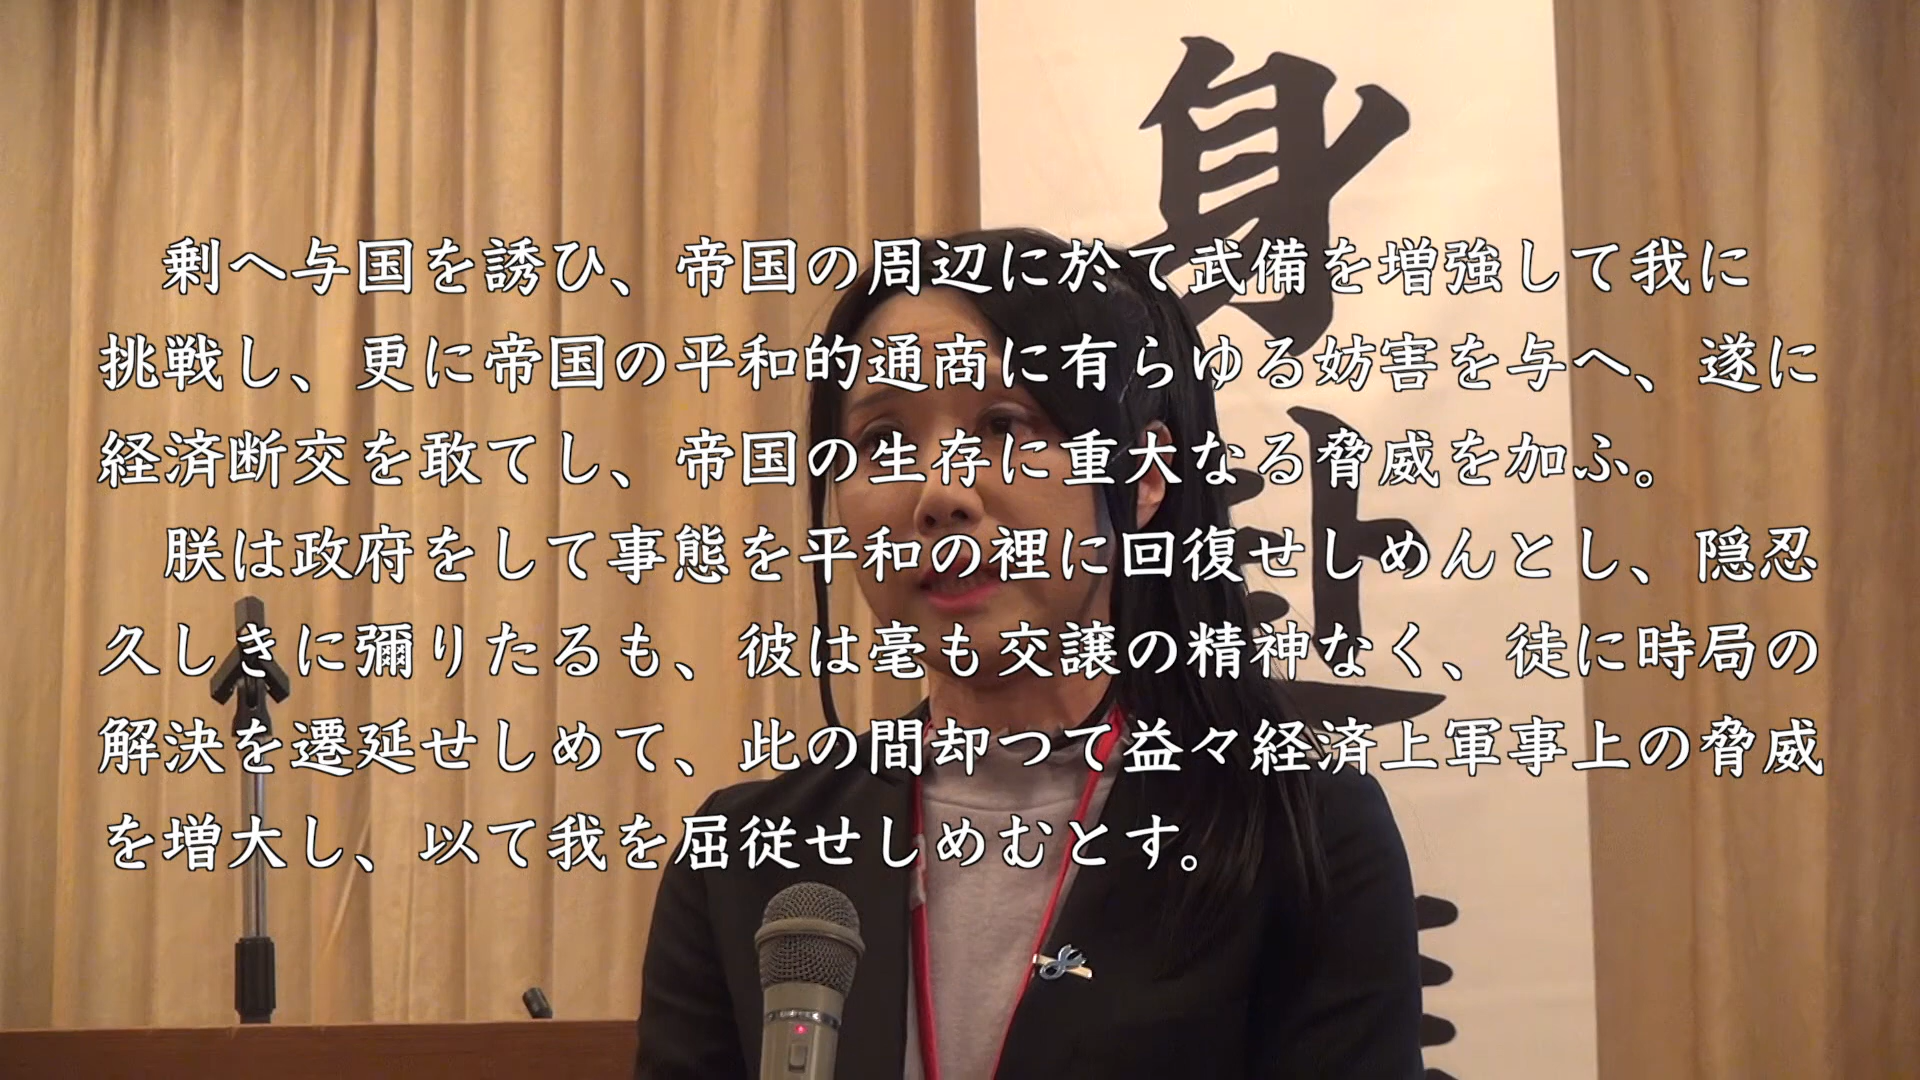 剰へ与国を誘ひ、帝国の周辺に於て武備を増強して我に
挑戦し、更に帝国の平和的通商に有らゆる妨害を与へ、遂に
経済断交を敢てし、帝国の生存に重大なる脅威を加ふ。
朕は政府をして事態を平和の裡に回復せしめんとし、隠忍
久しきに彌りたるも、彼は毫も交譲の精神なく、徒に時局の
解決を遷延せしめて、此の間却つて益々経済上軍事上の脅威
を増大し、以て我を屈従せしめむとす。
身